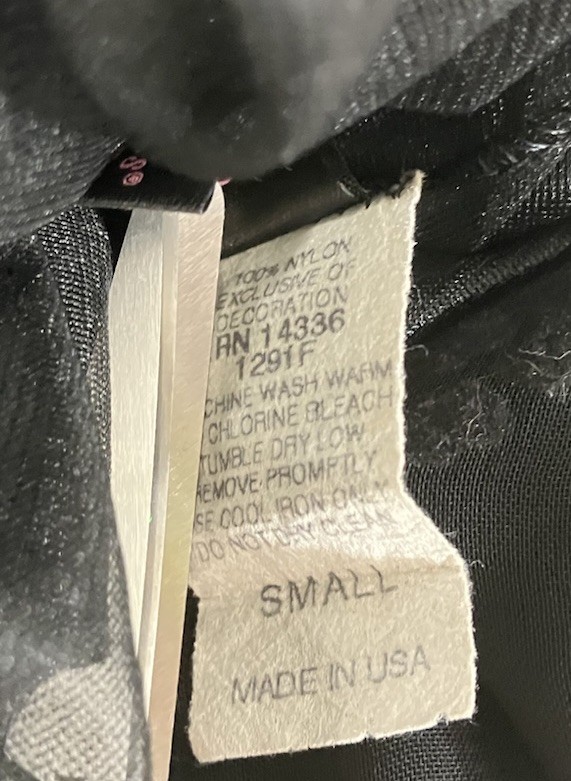 S®
100% NYLON
EXCLUSIVE OF
DECORATION
RN 14336
1291F
CHINE WASH WARM
CHLORINE BLEACH
TUMBLE DRY LOW
REMOVE PROMPTLY
SE COOL IRON ONLY
DO NOT DRY CLEAN
SMALL
MADE IN USA